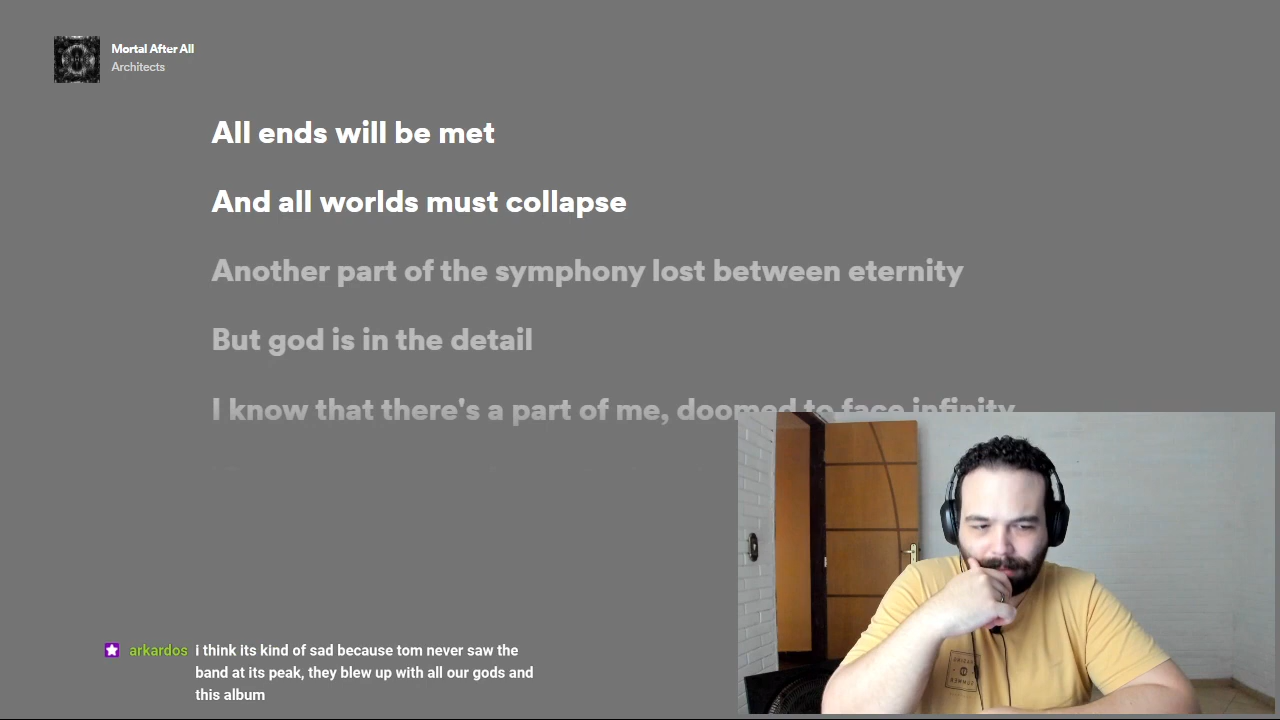 Mortal After All
Architects
All ends will be met
And all worlds must collapse
Another part of the symphony lost between eternity
But god is in the detail
I know that there's a part of me, doomed to face infinity
arkardos i think its kind of sad because tom never saw the
band at its peak, they blew up with all our gods and
this album